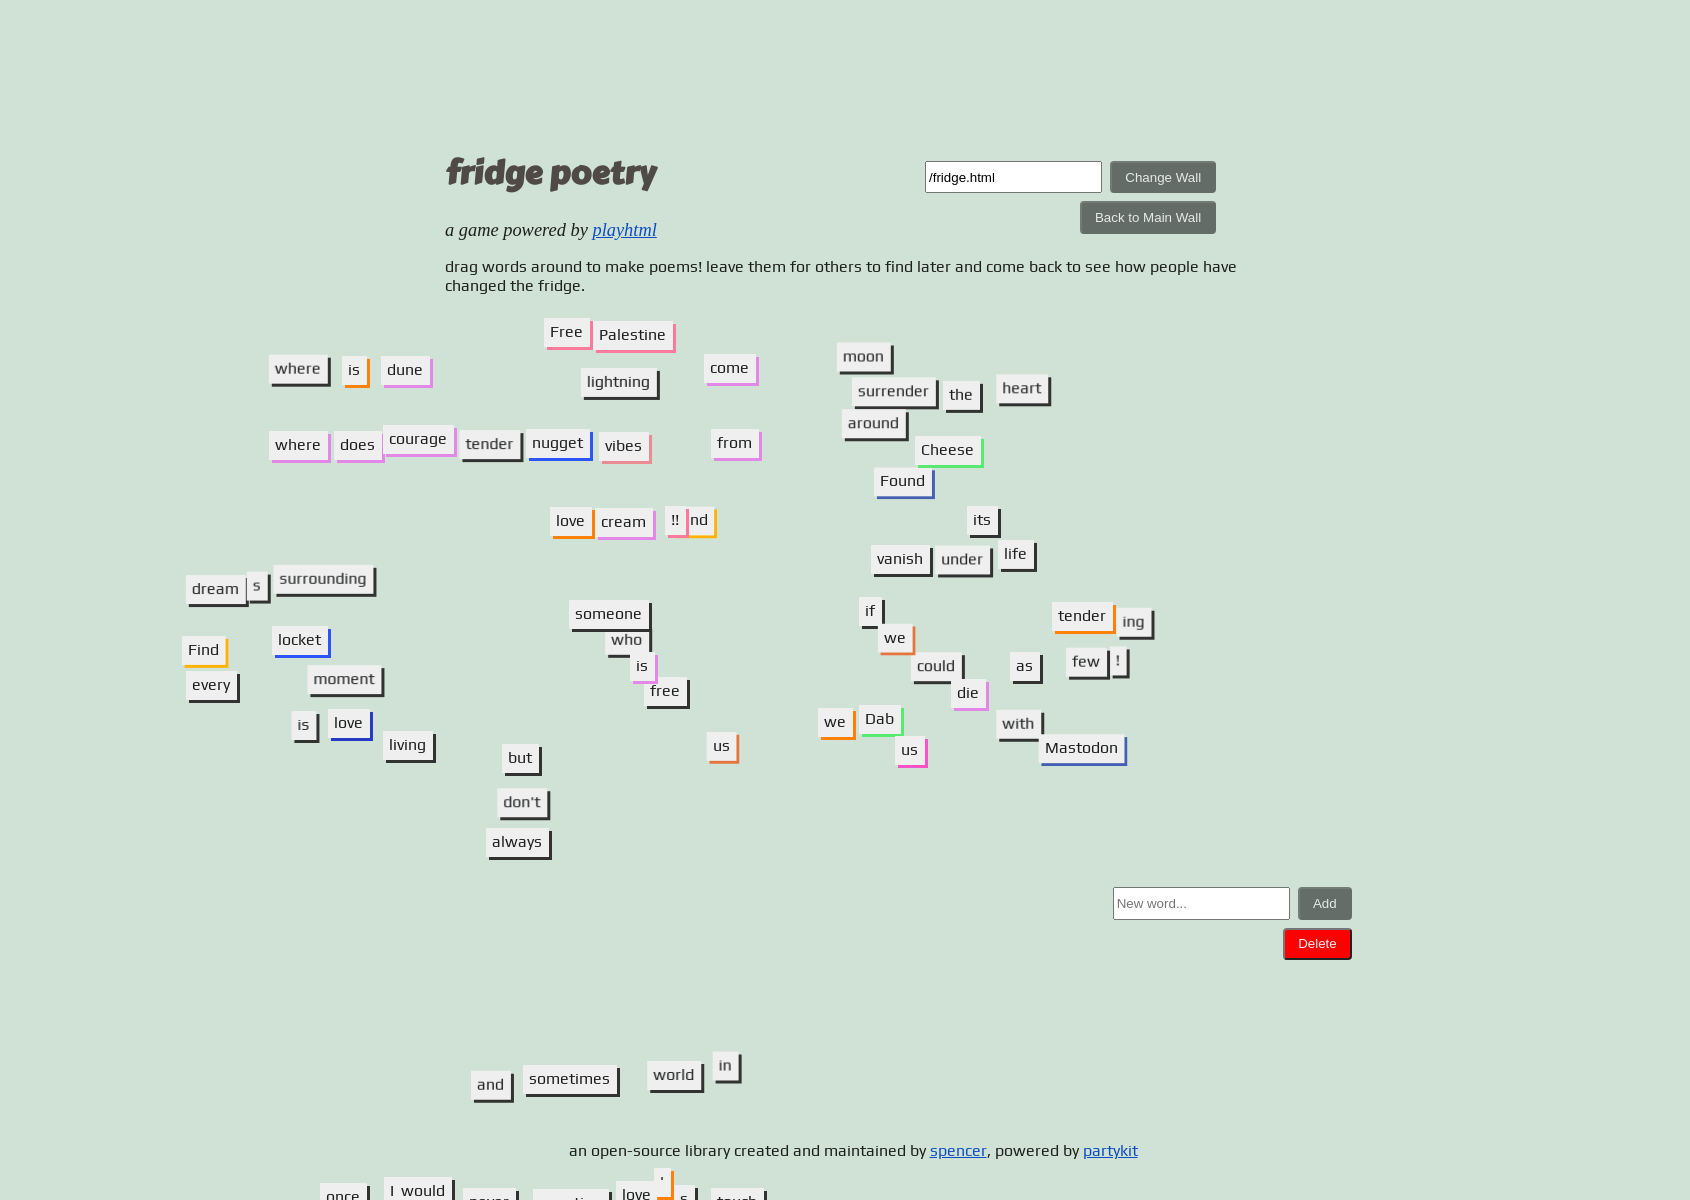 fridge poetry
/fridge.html
Change Wall
Back to Main Wall
a game powered by playhtml
drag words around to make poems! leave them for others to find later and come back to see how people have
changed the fridge.
Free Palestine
where is dune
lightning
come
moon
surrender the heart
around
where does courage tender nugget vibes
from
Cheese
Found
love cream !! nd
its
vanish under life
dream s surrounding
someone
who
is
free
if
we
could
die
tender ing
Find
locket
every
moment
as
few !
is love
living
us
we Dab
us
with
Mastodon
but
don't
always
New word...
Add
Delete
and sometimes world in
an open-source library created and maintained by spencer, powered by partykit
once I would never love s touch